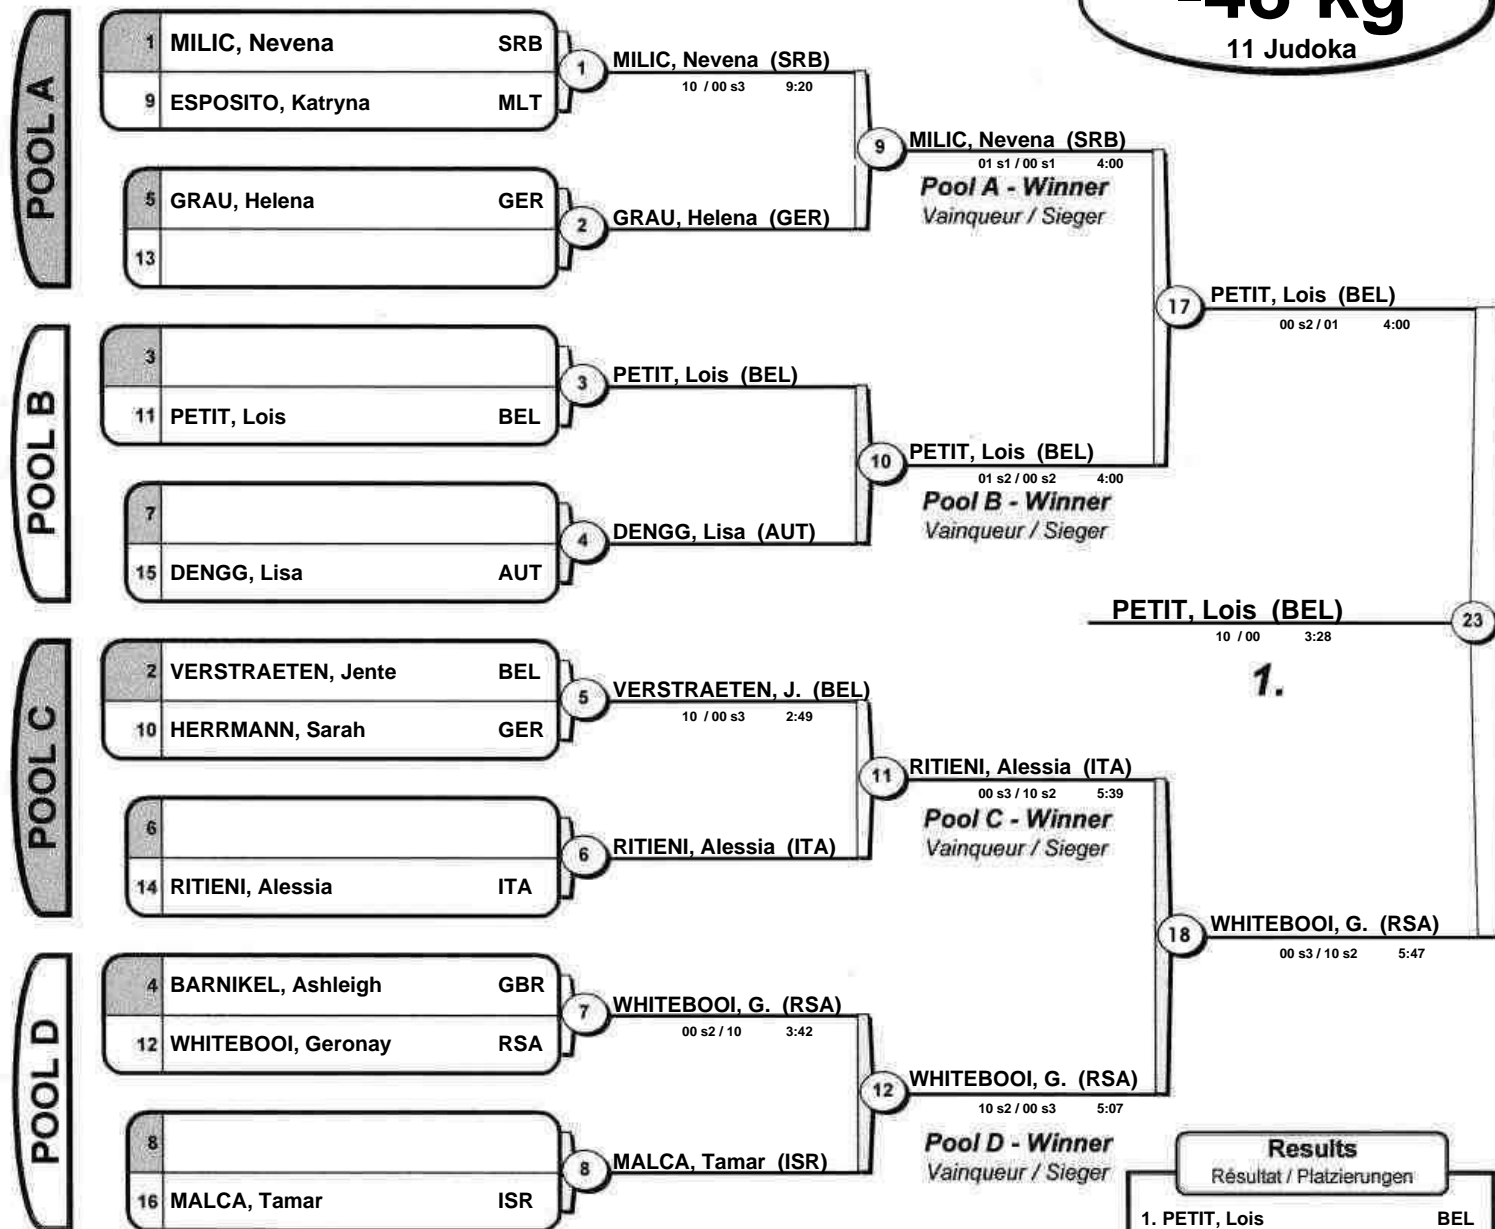 -48 kg
11 Judoka
POOL A
1 MILIC, Nevena SRB
9 ESPOSITO, Katryna MLT
5 GRAU, Helena GER
13
1 MILIC, Nevena (SRB)
10 / 00 s3 9:20
2 GRAU, Helena (GER)
9 MILIC, Nevena (SRB)
01 s1 / 00 s1 4:00
Pool A - Winner
Vainqueur / Sieger
POOL B
3
11 PETIT, Lois BEL
7
15 DENGG, Lisa AUT
3 PETIT, Lois (BEL)
4 DENGG, Lisa (AUT)
10 PETIT, Lois (BEL)
01 s2 / 00 s2 4:00
Pool B - Winner
Vainqueur / Sieger
17 PETIT, Lois (BEL)
00 s2 / 01 4:00
PETIT, Lois (BEL) 23
10 / 00 3:28
1.
POOL C
2 VERSTRAETEN, Jente BEL
10 HERRMANN, Sarah GER
6
14 RITIENI, Alessia ITA
5 VERSTRAETEN, J. (BEL)
10 / 00 s3 2:49
6 RITIENI, Alessia (ITA)
11 RITIENI, Alessia (ITA)
00 s3 / 10 s2 5:39
Pool C - Winner
Vainqueur / Sieger
POOL D
4 BARNIKEL, Ashleigh GBR
12 WHITEBOOI, Geronay RSA
8
16 MALCA, Tamar ISR
7 WHITEBOOI, G. (RSA)
00 s2 / 10 3:42
8 MALCA, Tamar (ISR)
12 WHITEBOOI, G. (RSA)
10 s2 / 00 s3 5:07
Pool D - Winner
Vainqueur / Sieger
18 WHITEBOOI, G. (RSA)
00 s3 / 10 s2 5:47
Results
Résultat / Platzierungen
1. PETIT, Lois BEL